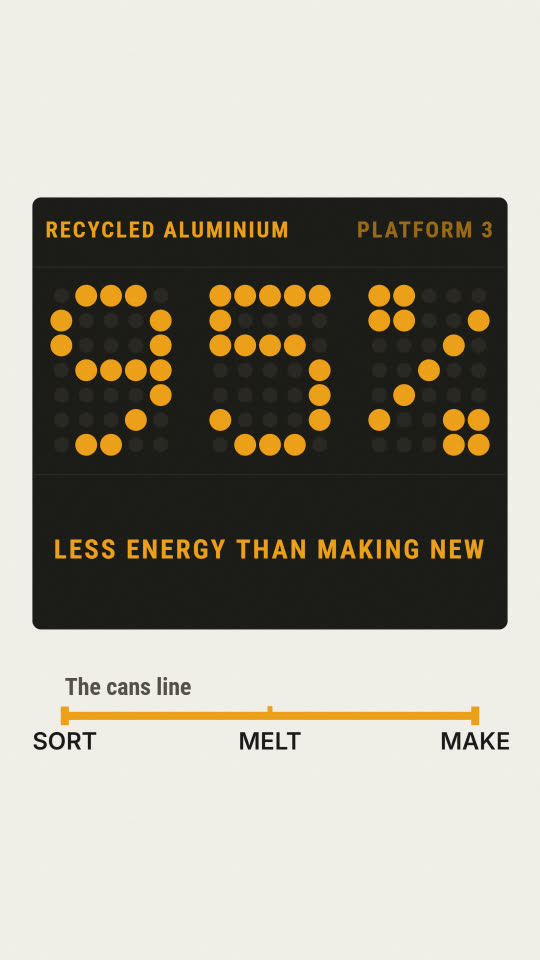 RECYCLED ALUMINIUM PLATFORM 3
95%
LESS ENERGY THAN MAKING NEW
The cans line
SORT MELT MAKE